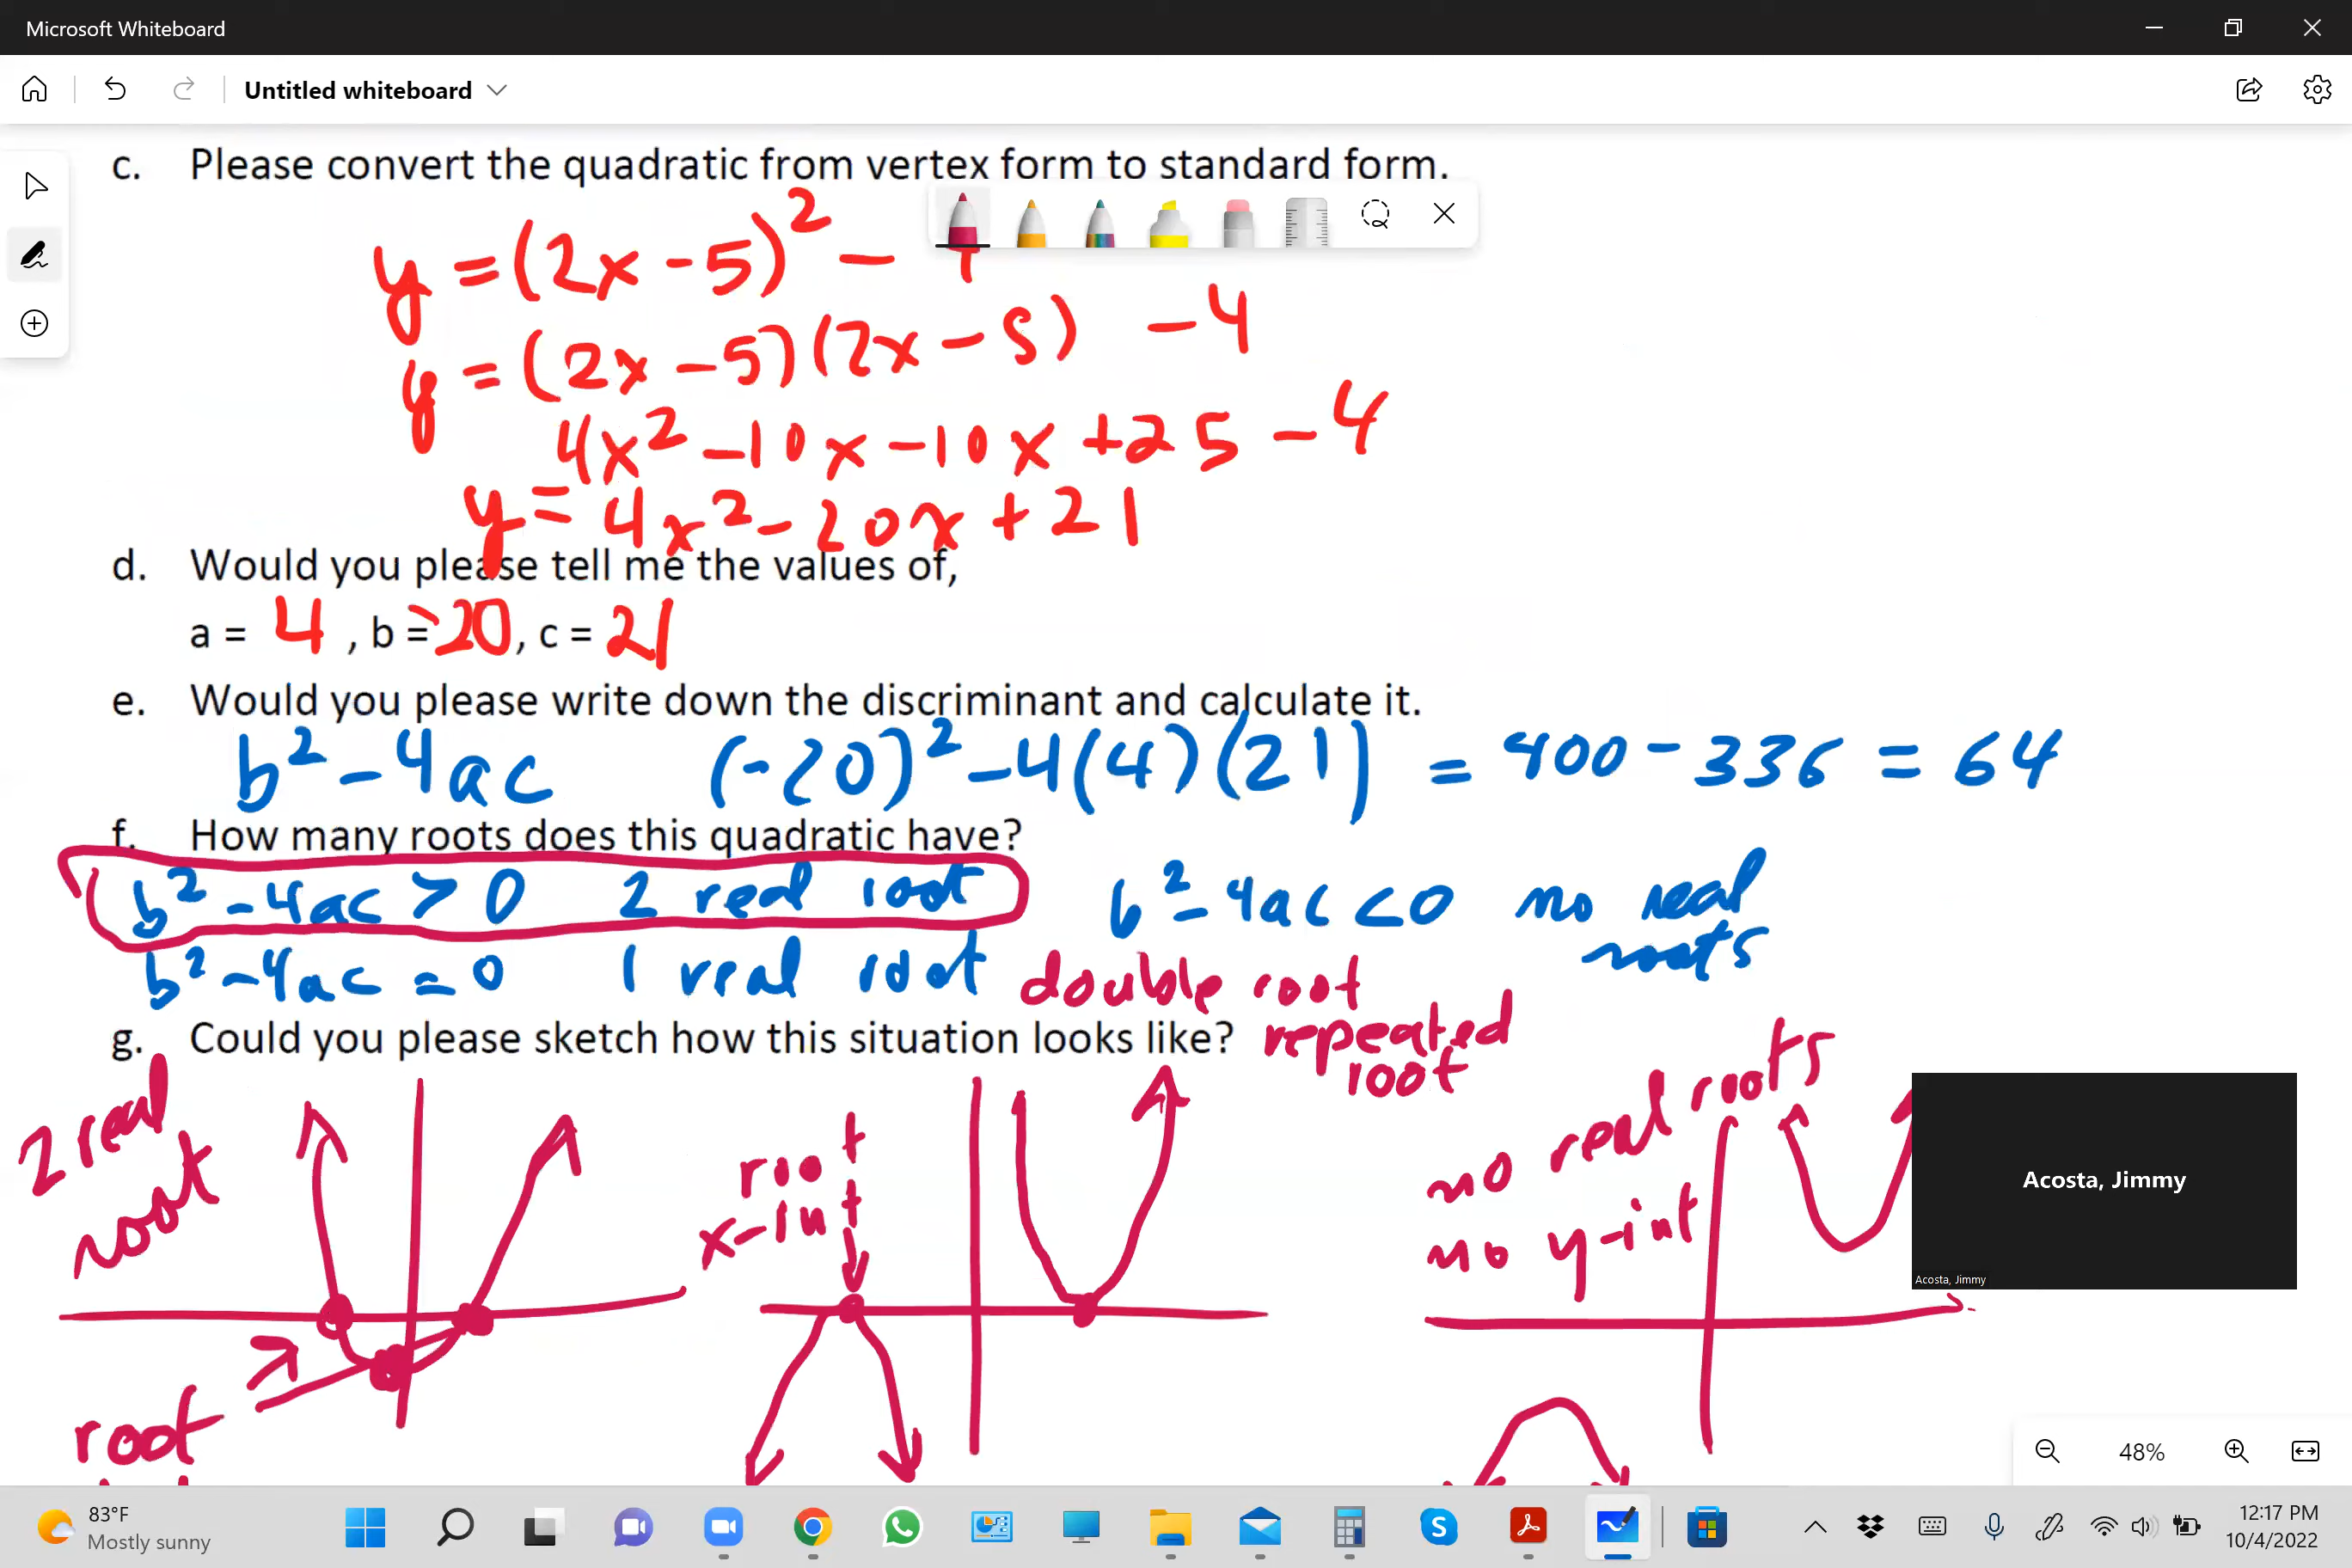 Microsoft Whiteboard
Untitled whiteboard
c. Please convert the quadratic from vertex form to standard form.
y = (2x - 5)² -
y = (2x - 5)(2x - 5) - 4
4x² - 10x - 10x + 25 - 4
y = 4x² - 20x + 21
d. Would you please tell me the values of,
a = 4 , b = -20, c = 21
e. Would you please write down the discriminant and calculate it.
b² - 4ac (-20)² - 4(4)(21) = 400 - 336 = 64
f. How many roots does this quadratic have?
b² - 4ac > 0 2 real root
b² - 4ac < 0 no real roots
b² - 4ac = 0 1 real root double root
repeated root
g. Could you please sketch how this situation looks like?
2 real root
root
x-int
no real roots
no y-int
root
Acosta, Jimmy
Acosta, Jimmy
48%
83°F
Mostly sunny
12:17 PM
10/4/2022